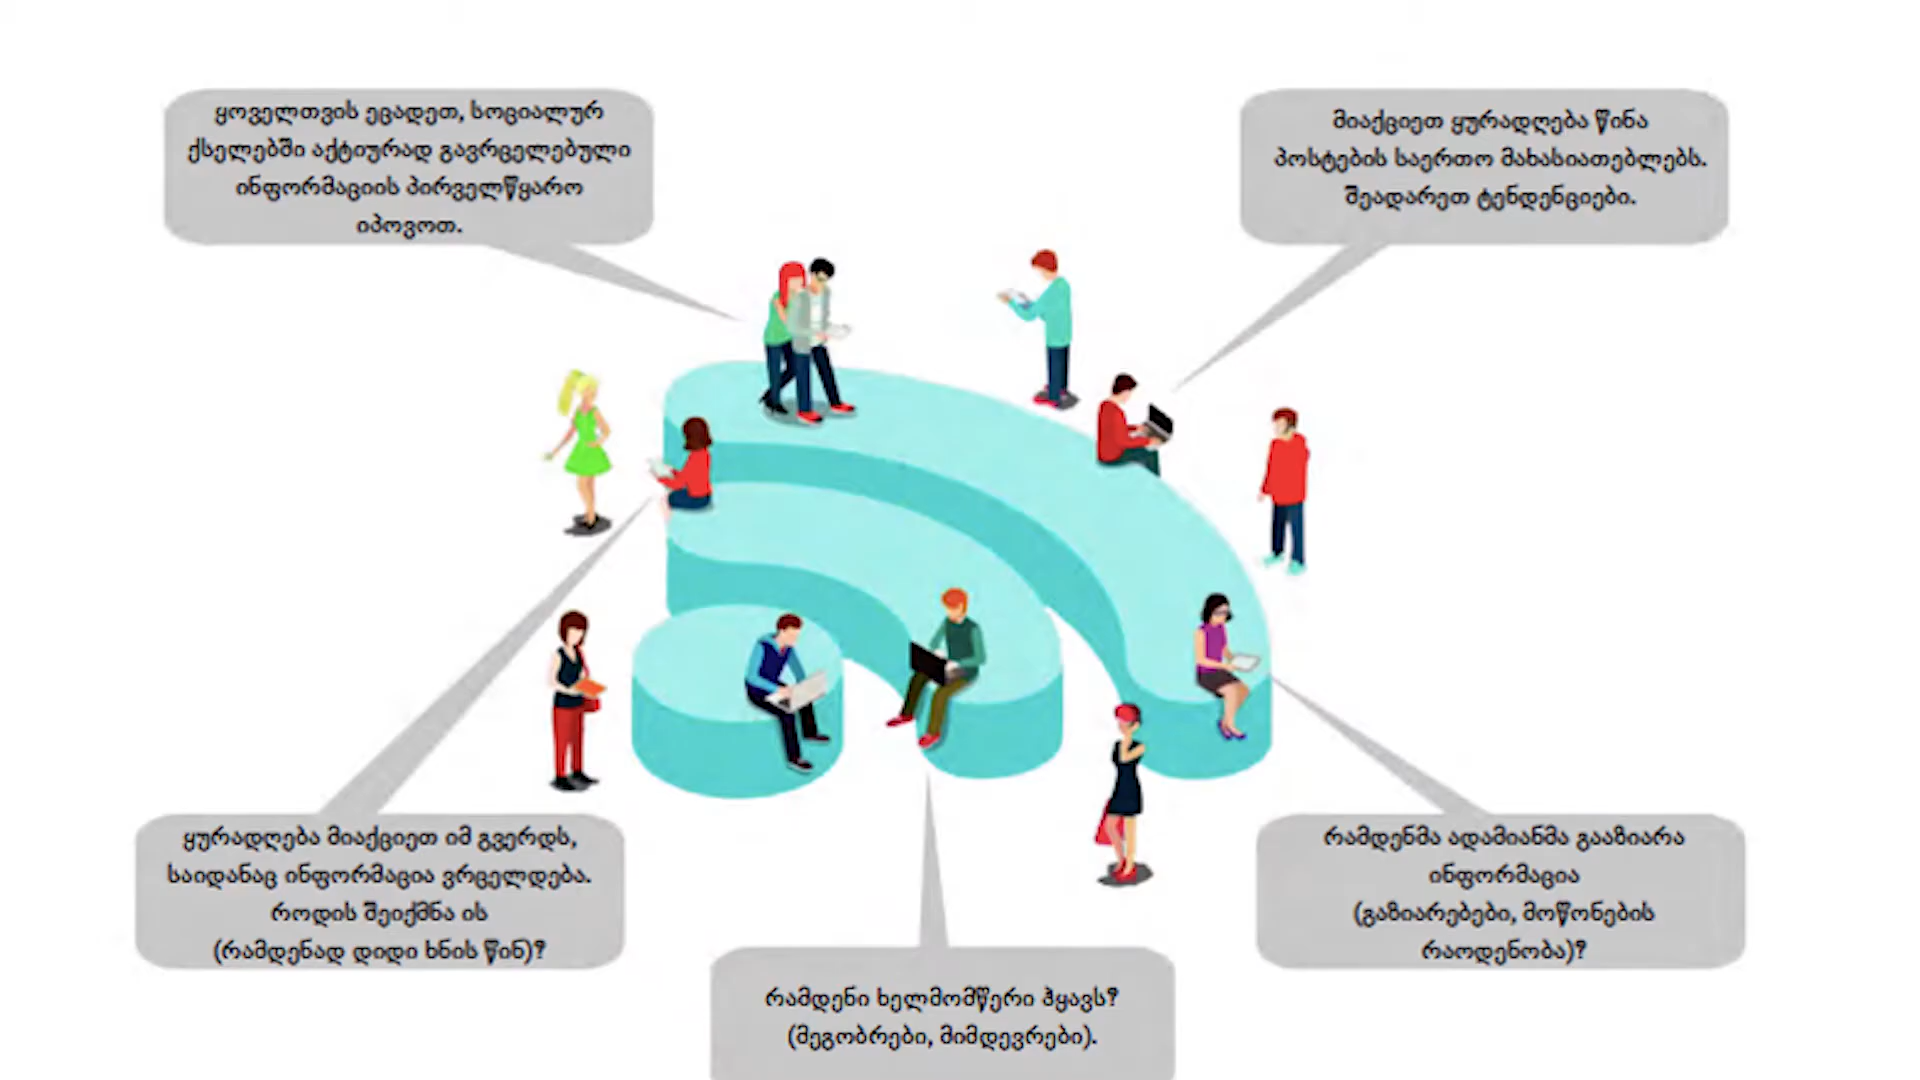 ყოველთვის ეცადეთ, სოციალურ
ქსელებში აქტიურად გავრცელებული
ინფორმაციის პირველწყარო
იპოვოთ.
მიაქციეთ ყურადღება წინა
პოსტების საერთო მახასიათებლებს.
შეადარეთ ტენდენციები.
ყურადღება მიაქციეთ იმ გვერდს,
საიდანაც ინფორმაცია ვრცელდება.
როდის შეიქმნა ის
(რამდენად დიდი ხნის წინ)?
რამდენი ხელმომწერი ჰყავს?
(მეგობრები, მიმდევრები).
რამდენმა ადამიანმა გააზიარა
ინფორმაცია
(გაზიარებები, მოწონების
რაოდენობა)?